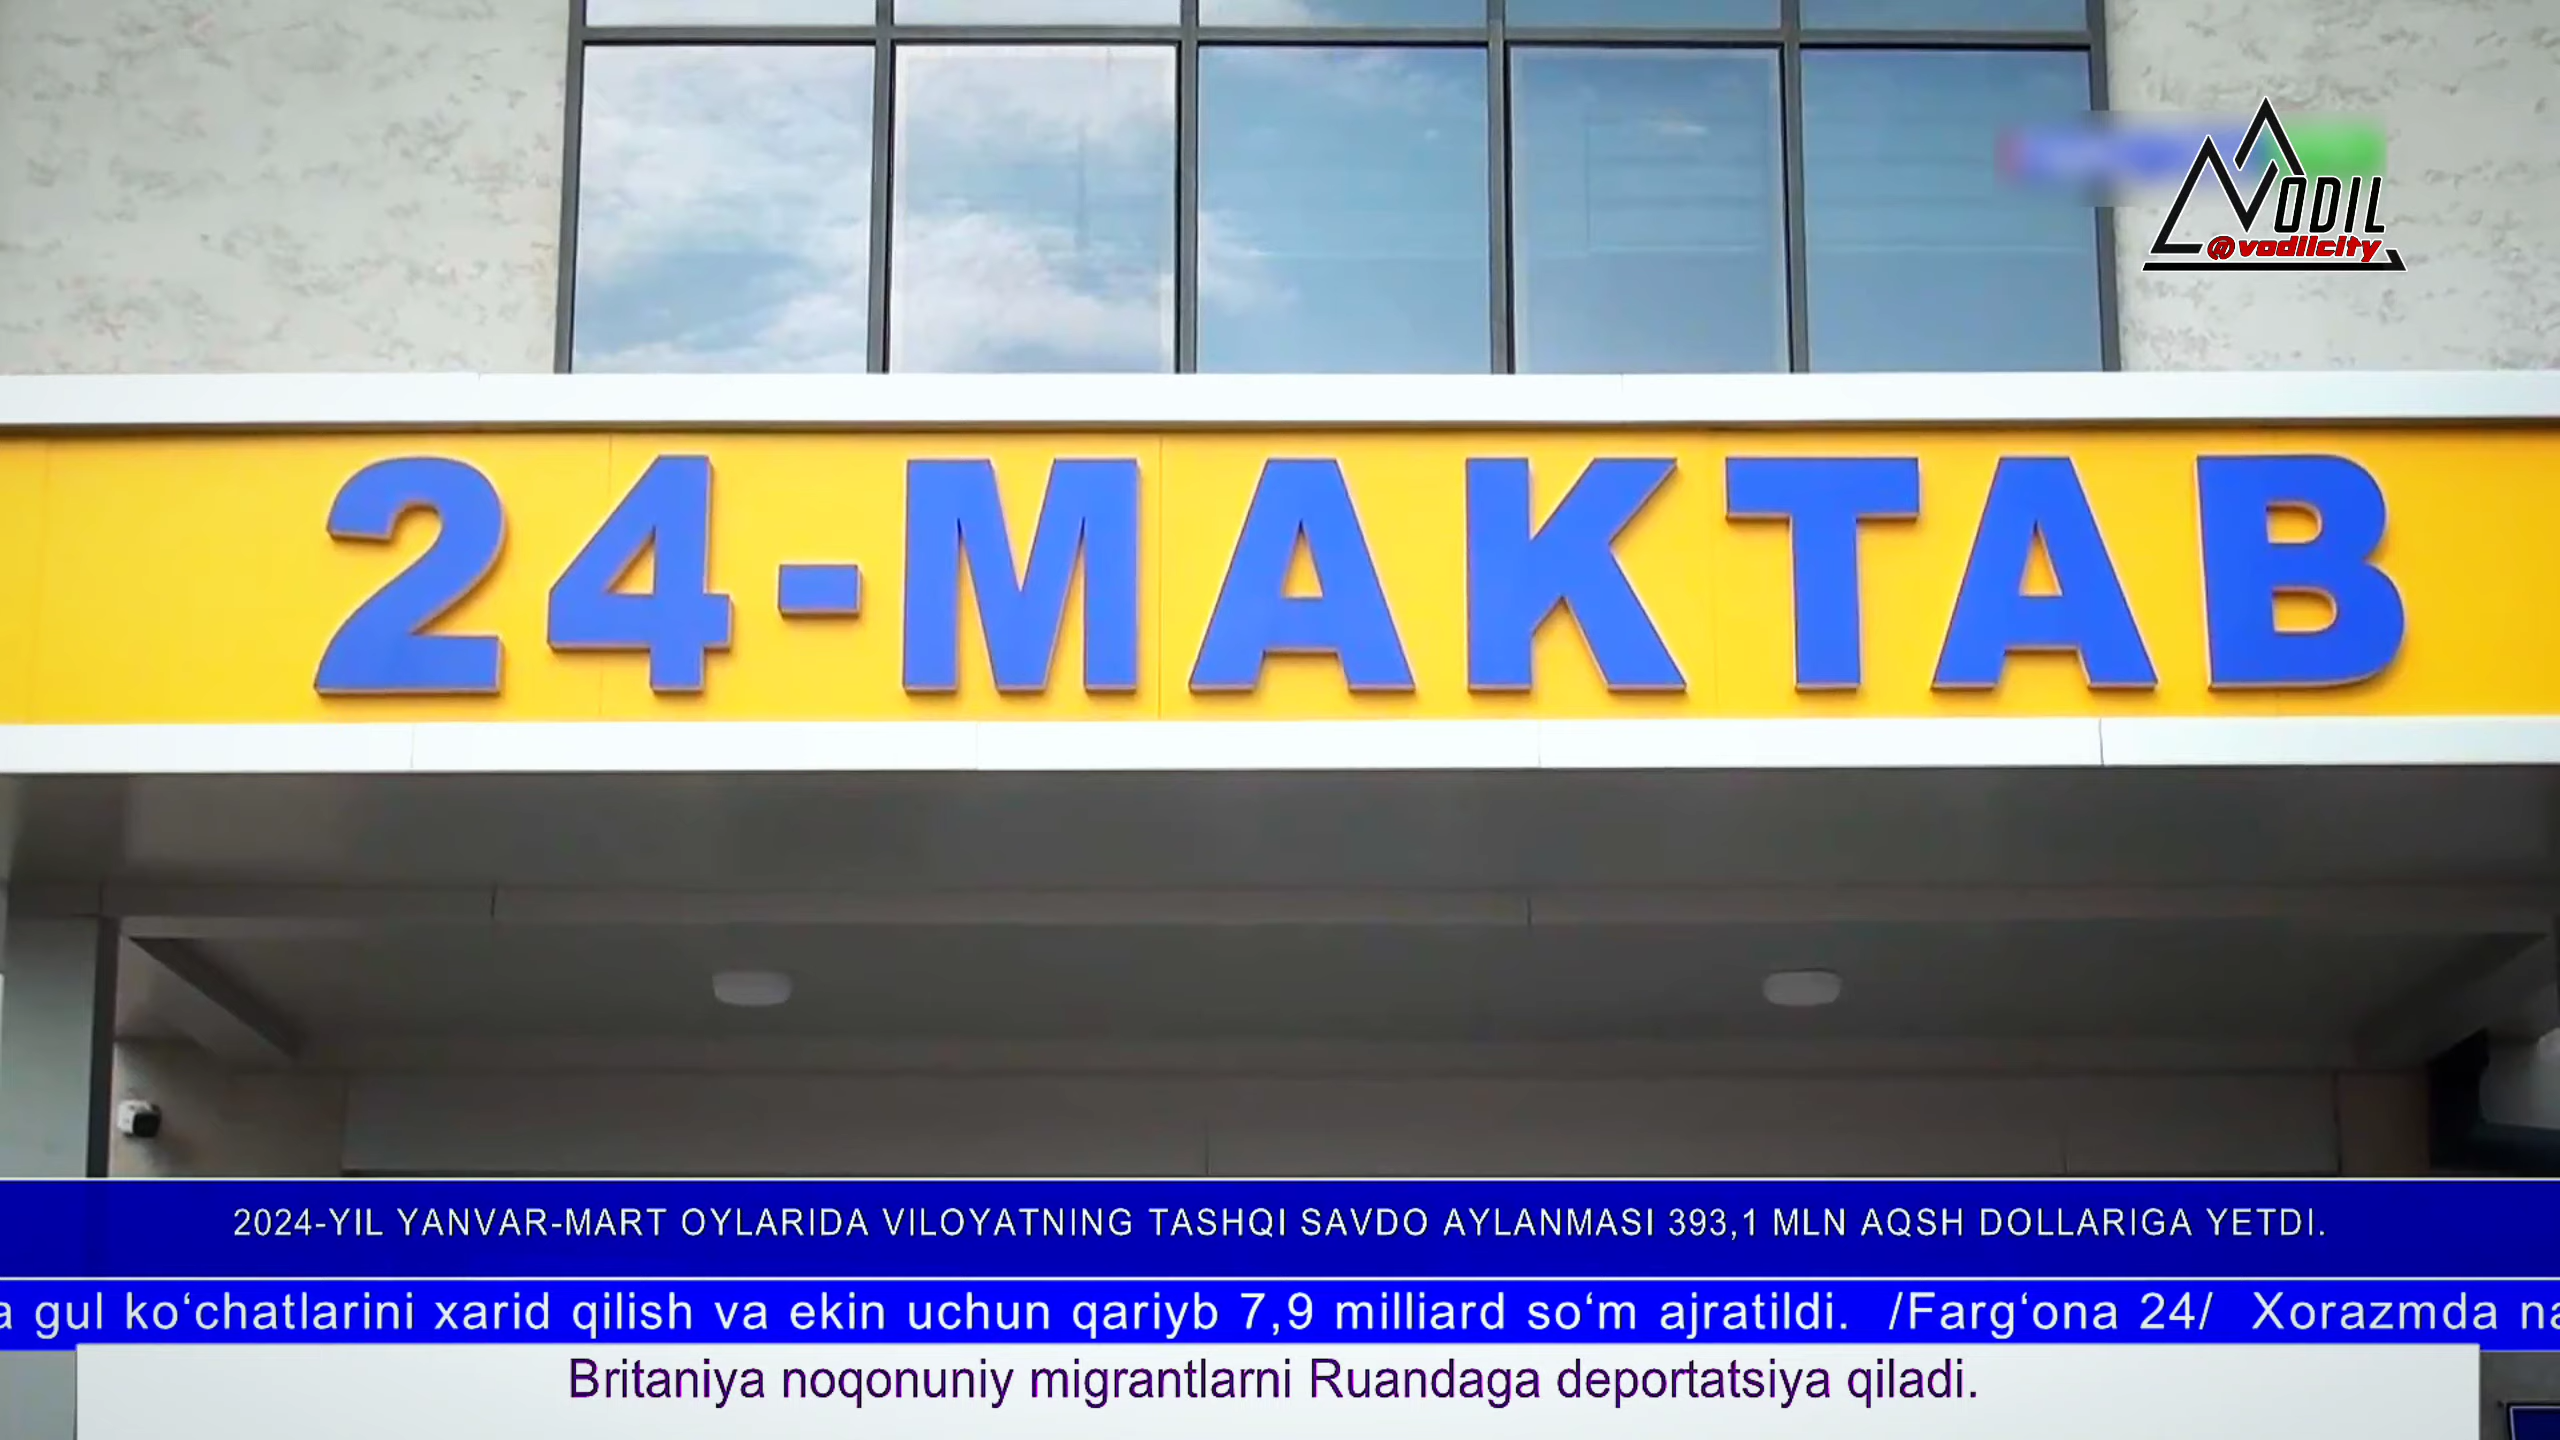 VODIL
@vodilcity
24-MAKTAB
2024-YIL YANVAR-MART OYLARIDA VILOYATNING TASHQI SAVDO AYLANMASI 393,1 MLN AQSH DOLLARIGA YETDI.
a gul ko‘chatlarini xarid qilish va ekin uchun qariyb 7,9 milliard so‘m ajratildi. /Farg‘ona 24/ Xorazmda na
Britaniya noqonuniy migrantlarni Ruandaga deportatsiya qiladi.